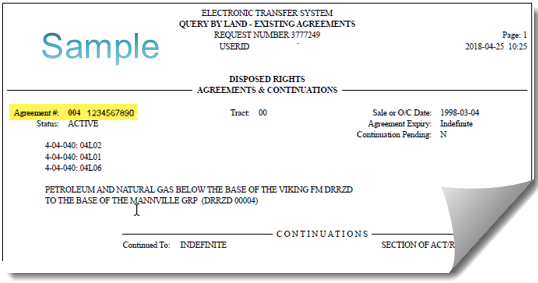 ELECTRONIC TRANSFER SYSTEM
QUERY BY LAND - EXISTING AGREEMENTS
REQUEST NUMBER 3777249 Page: 1
USERID 2018-04-25 10:25
Sample
DISPOSED RIGHTS
AGREEMENTS & CONTINUATIONS
Agreement #: 004 1234567890 Tract: 00 Sale or O/C Date: 1998-03-04
Status: ACTIVE Agreement Expiry: Indefinite
Continuation Pending: N
4-04-040: 04L02
4-04-040: 04L01
4-04-040: 04L06
PETROLEUM AND NATURAL GAS BELOW THE BASE OF THE VIKING FM DRRZD
TO THE BASE OF THE MANNVILLE GRP (DRRZD 00004)
CONTINUATIONS
Continued To: INDEFINITE SECTION OF ACT/R